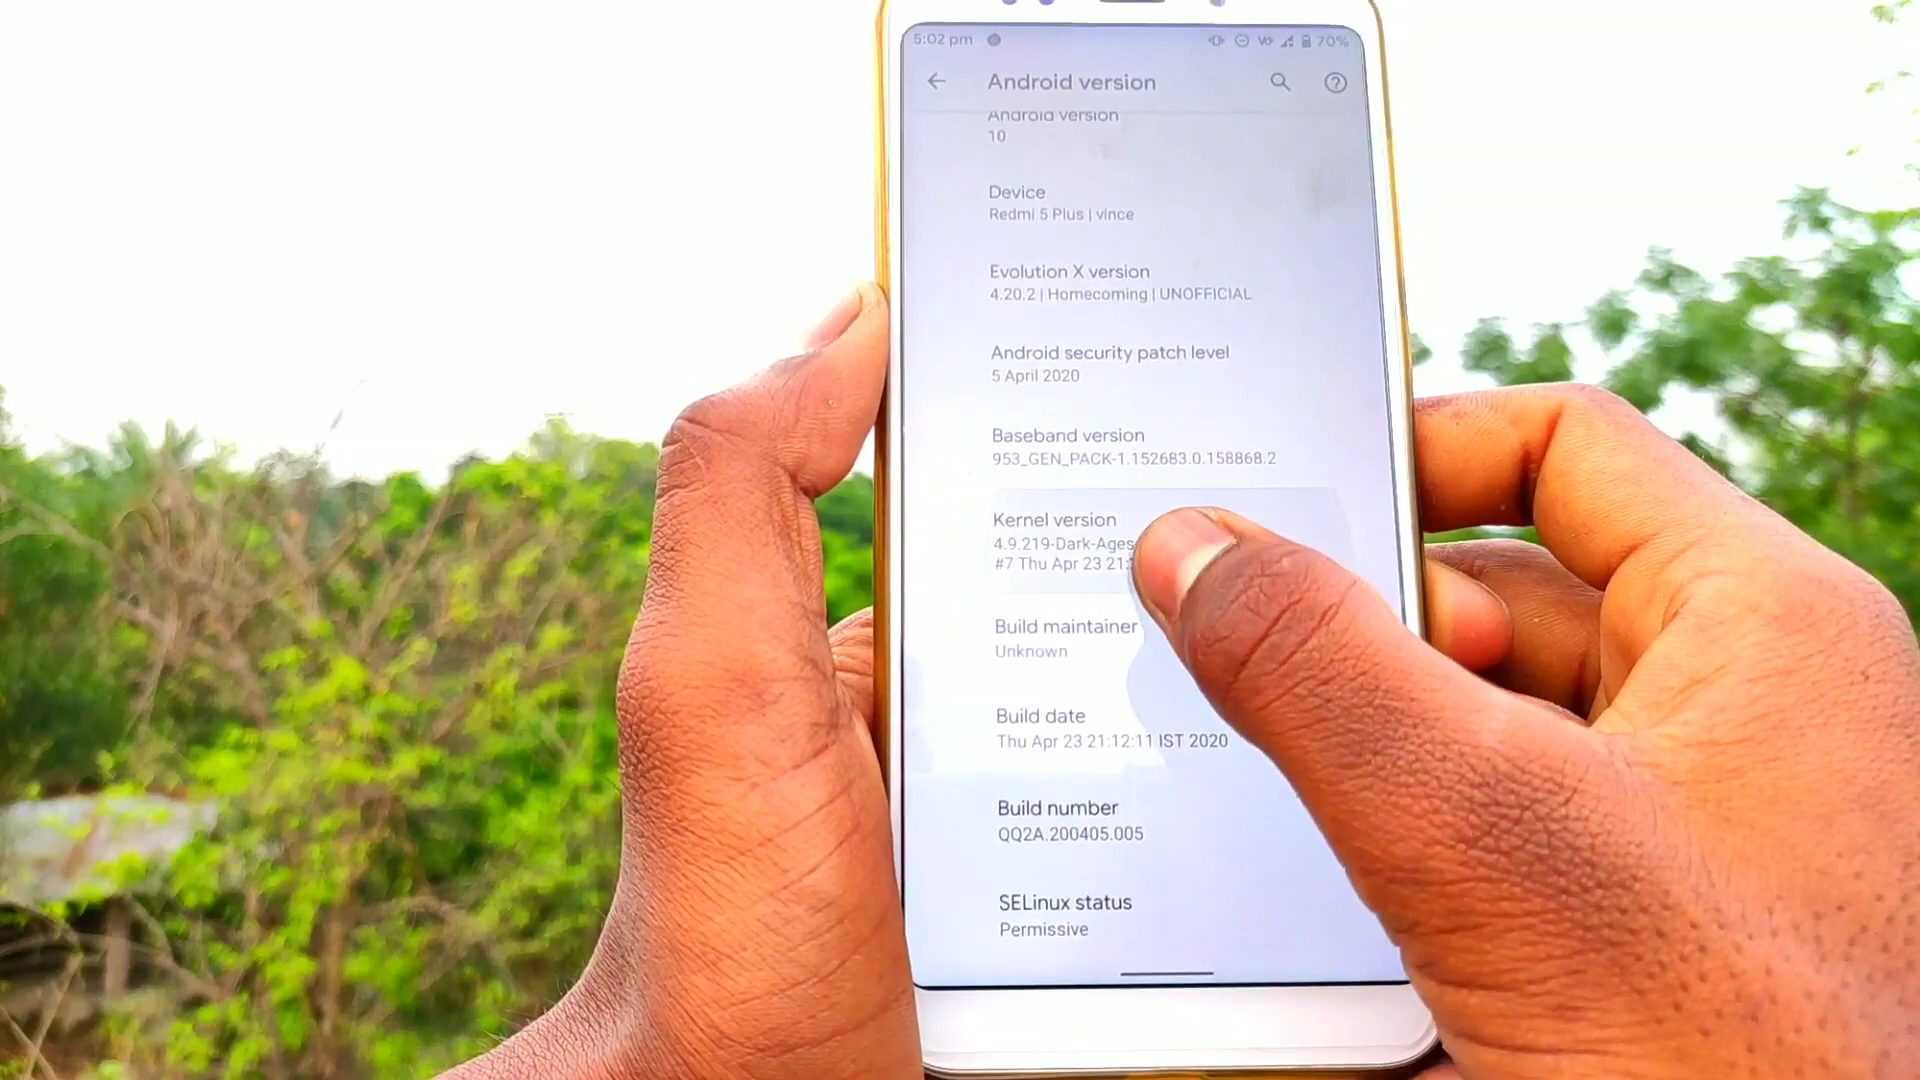 5:02 pm
Vo 70%
Android version
Android version
10
Device
Redmi 5 Plus | vince
Evolution X version
4.20.2 | Homecoming | UNOFFICIAL
Android security patch level
5 April 2020
Baseband version
953_GEN_PACK-1.152683.0.158868.2
Kernel version
4.9.219-Dark-Ages
#7 Thu Apr 23 21:
Build maintainer
Unknown
Build date
Thu Apr 23 21:12:11 IST 2020
Build number
QQ2A.200405.005
SELinux status
Permissive